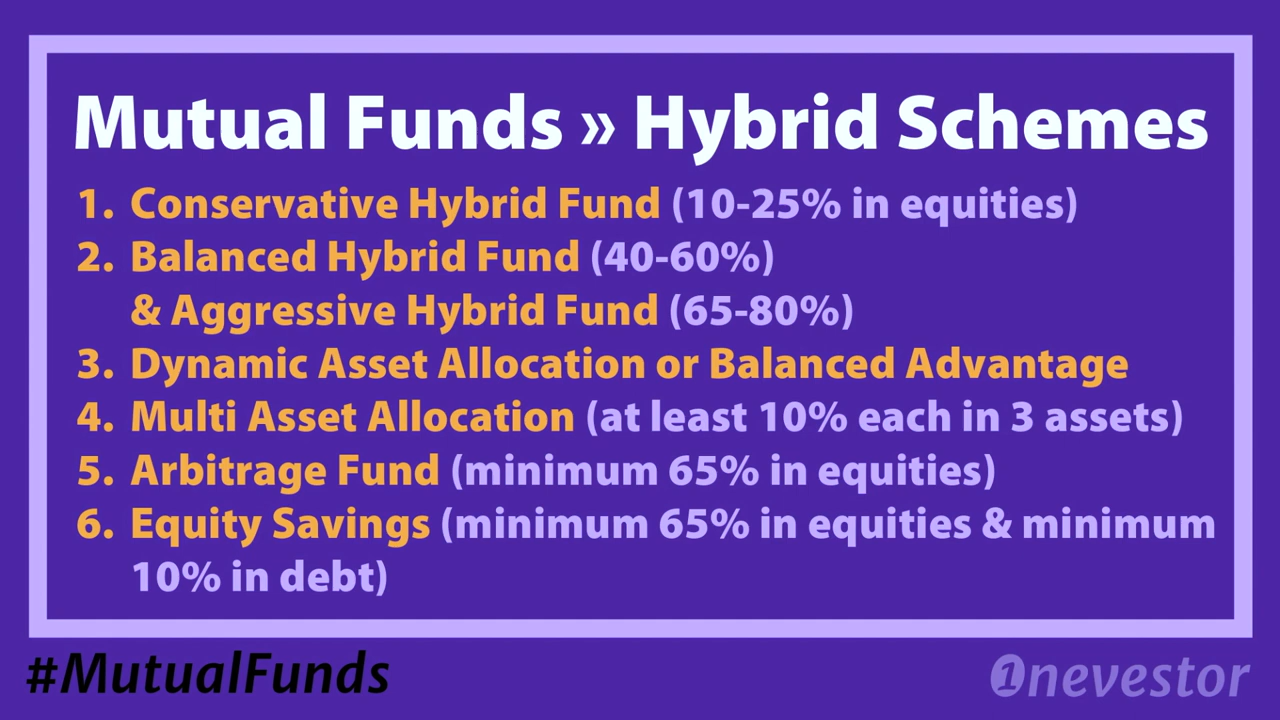 Mutual Funds » Hybrid Schemes
1. Conservative Hybrid Fund (10-25% in equities)
2. Balanced Hybrid Fund (40-60%)
& Aggressive Hybrid Fund (65-80%)
3. Dynamic Asset Allocation or Balanced Advantage
4. Multi Asset Allocation (at least 10% each in 3 assets)
5. Arbitrage Fund (minimum 65% in equities)
6. Equity Savings (minimum 65% in equities & minimum
10% in debt)
#MutualFunds
1nevestor